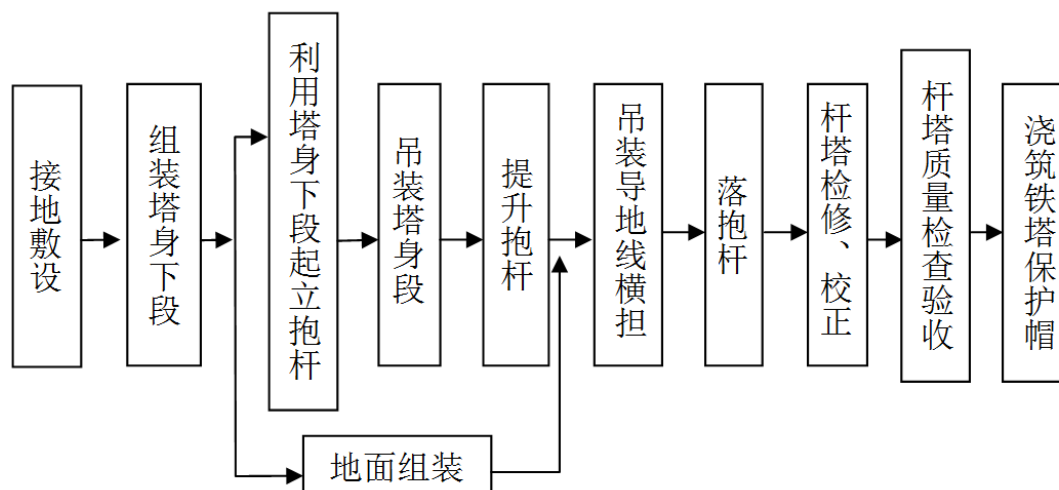 接地敷设
组装塔身下段
利用塔身下段起立抱杆
吊装塔身段
提升抱杆
吊装导地线横担
落抱杆
杆塔检修、校正
杆塔质量检查验收
浇筑铁塔保护帽
地面组装